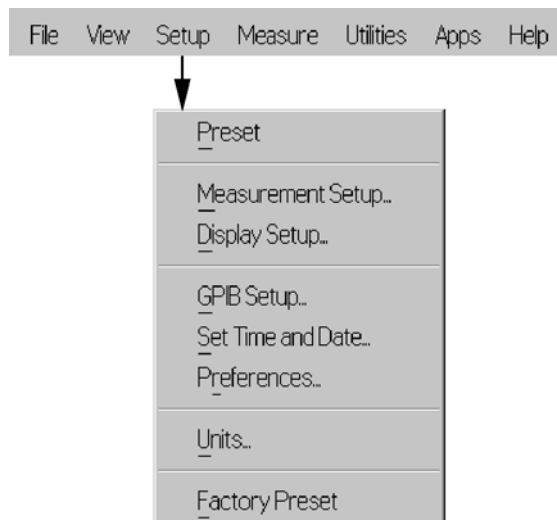 File View Setup Measure Utilities Apps Help
Preset
Measurement Setup...
Display Setup...
GPIB Setup...
Set Time and Date...
Preferences...
Units...
Factory Preset